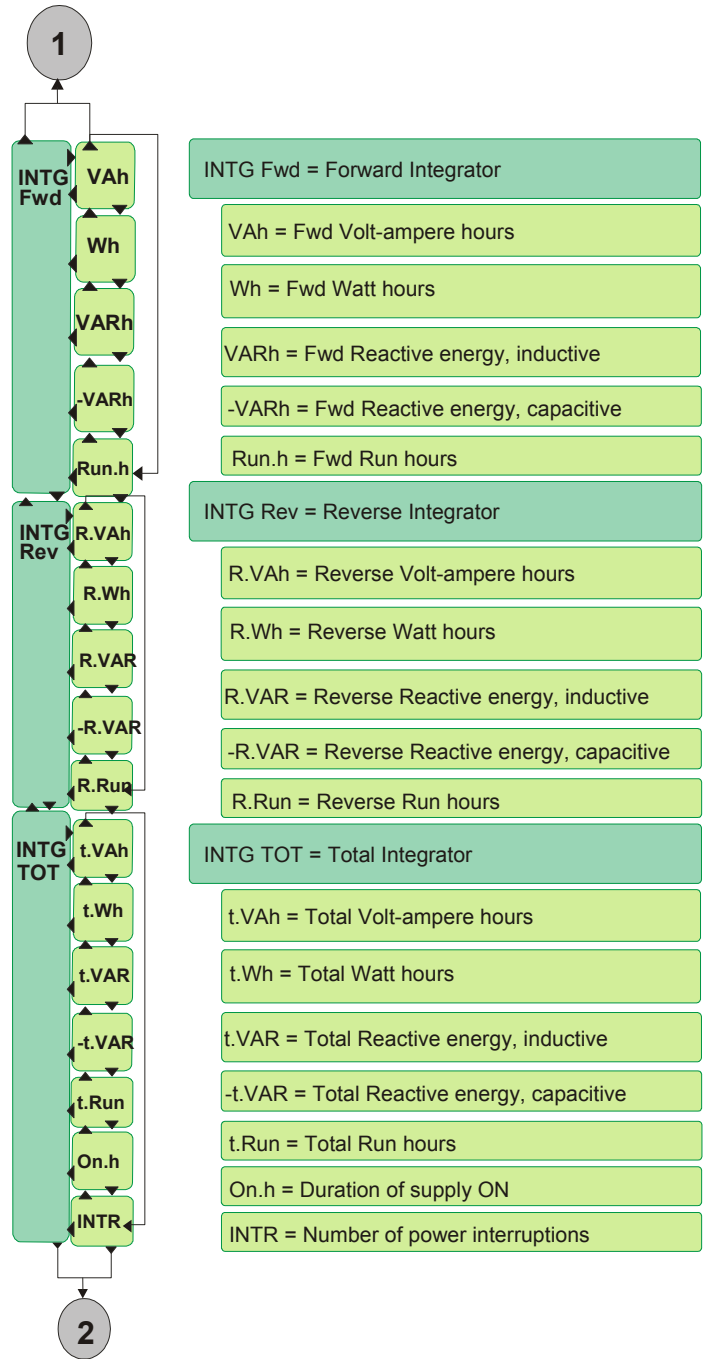 1
INTG
Fwd
VAh
Wh
VARh
-VARh
Run.h
INTG Fwd = Forward Integrator
VAh = Fwd Volt-ampere hours
Wh = Fwd Watt hours
VARh = Fwd Reactive energy, inductive
-VARh = Fwd Reactive energy, capacitive
Run.h = Fwd Run hours
INTG
Rev
R.VAh
R.Wh
R.VAR
-R.VAR
R.Run
INTG Rev = Reverse Integrator
R.VAh = Reverse Volt-ampere hours
R.Wh = Reverse Watt hours
R.VAR = Reverse Reactive energy, inductive
-R.VAR = Reverse Reactive energy, capacitive
R.Run = Reverse Run hours
INTG
TOT
t.VAh
t.Wh
t.VAR
-t.VAR
t.Run
On.h
INTR
INTG TOT = Total Integrator
t.VAh = Total Volt-ampere hours
t.Wh = Total Watt hours
t.VAR = Total Reactive energy, inductive
-t.VAR = Total Reactive energy, capacitive
t.Run = Total Run hours
On.h = Duration of supply ON
INTR = Number of power interruptions
2